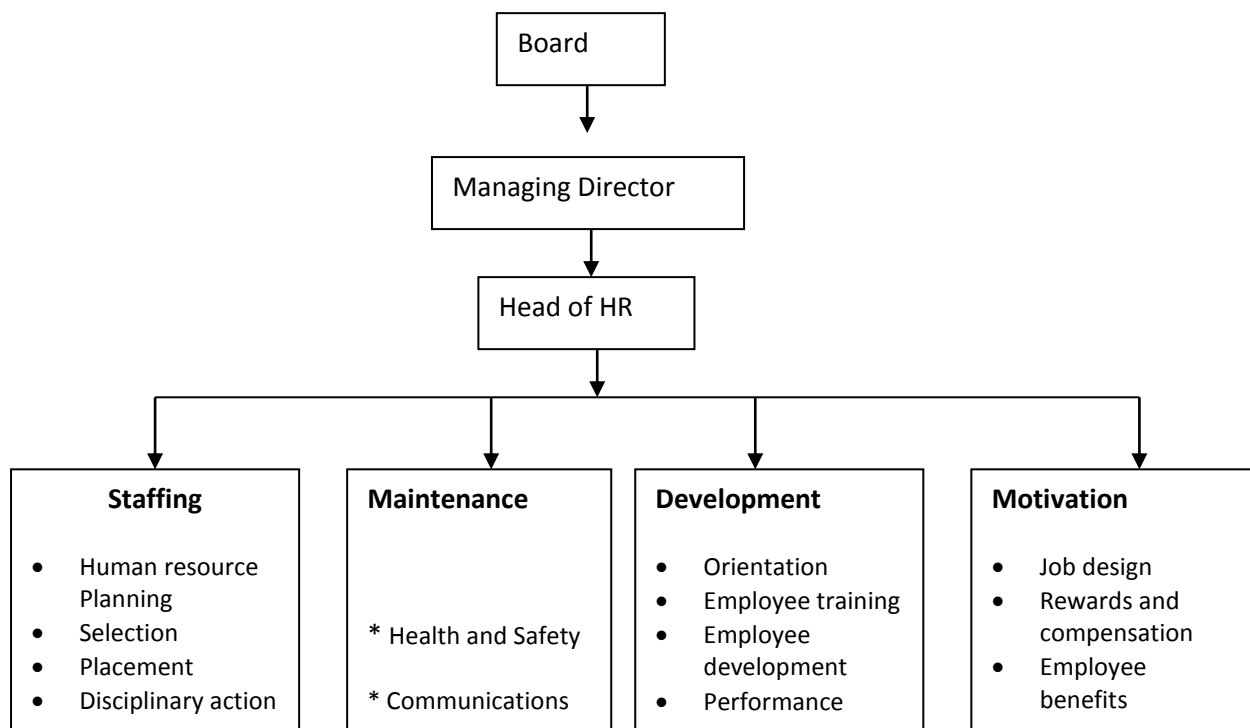 Board
Managing Director
Head of HR
Staffing
• Human resource
Planning
• Selection
• Placement
• Disciplinary action
Maintenance
* Health and Safety
* Communications
Development
• Orientation
• Employee training
• Employee
development
• Performance
Motivation
• Job design
• Rewards and
compensation
• Employee
benefits